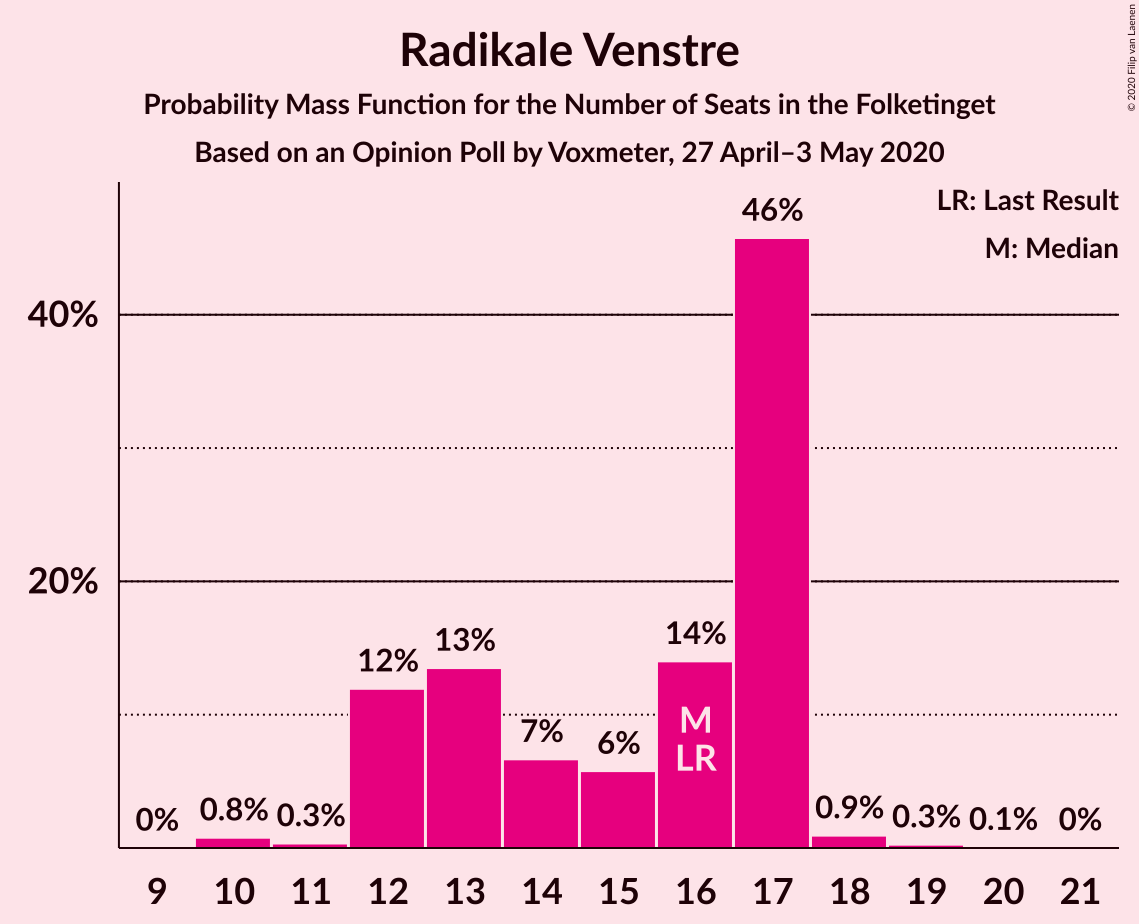 Radikale Venstre
Probability Mass Function for the Number of Seats in the Folketinget
Based on an Opinion Poll by Voxmeter, 27 April–3 May 2020
© 2020 Filip van Laenen
LR: Last Result
M: Median
40%
20%
0%
0.8%
0.3%
12%
13%
7%
6%
14%
M
LR
46%
0.9%
0.3%
0.1%
0%
9 10 11 12 13 14 15 16 17 18 19 20 21